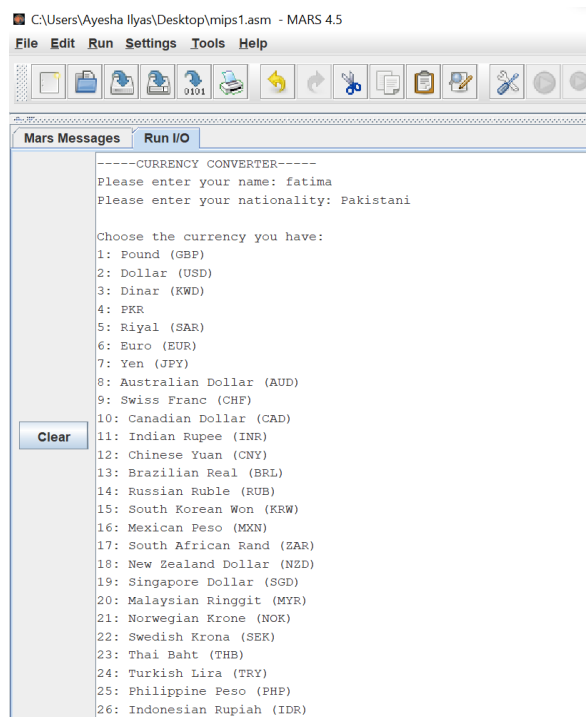 C:\Users\Ayesha Ilyas\Desktop\mips1.asm - MARS 4.5
File Edit Run Settings Tools Help
0101
Mars Messages Run I/O
-----CURRENCY CONVERTER-----
Please enter your name: fatima
Please enter your nationality: Pakistani
Choose the currency you have:
1: Pound (GBP)
2: Dollar (USD)
3: Dinar (KWD)
4: PKR
5: Riyal (SAR)
6: Euro (EUR)
7: Yen (JPY)
8: Australian Dollar (AUD)
9: Swiss Franc (CHF)
10: Canadian Dollar (CAD)
Clear
11: Indian Rupee (INR)
12: Chinese Yuan (CNY)
13: Brazilian Real (BRL)
14: Russian Ruble (RUB)
15: South Korean Won (KRW)
16: Mexican Peso (MXN)
17: South African Rand (ZAR)
18: New Zealand Dollar (NZD)
19: Singapore Dollar (SGD)
20: Malaysian Ringgit (MYR)
21: Norwegian Krone (NOK)
22: Swedish Krona (SEK)
23: Thai Baht (THB)
24: Turkish Lira (TRY)
25: Philippine Peso (PHP)
26: Indonesian Rupiah (IDR)